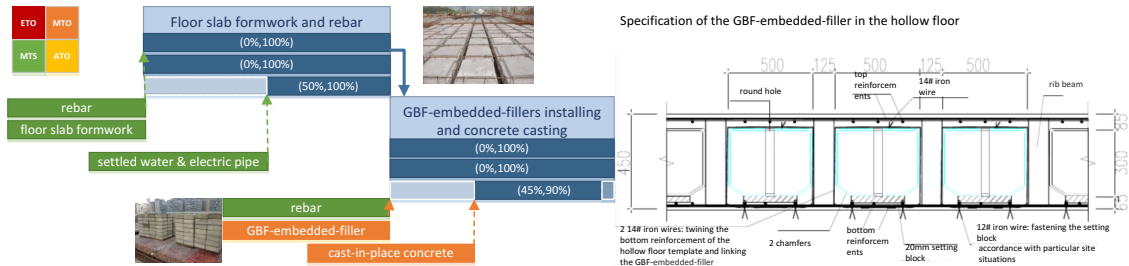 ETO
MTO
MTS
ATO
Floor slab formwork and rebar
(0%,100%)
(0%,100%)
(50%,100%)
rebar
floor slab formwork
settled water & electric pipe
GBF-embedded-fillers installing
and concrete casting
(0%,100%)
(0%,100%)
(45%,90%)
rebar
GBF-embedded-filler
cast-in-place concrete
Specification of the GBF-embedded-filler in the hollow floor
500
125
500
125
500
round hole
top
reinforcem
ents
14# iron
wire
rib beam
450
85
300
65
2 14# iron wires: twining the
bottom reinforcement of the
hollow floor template and linking
the GBF-embedded-filler
2 chamfers
bottom
reinforcem
ents
20mm setting
block
12# iron wire: fastening the setting
block
accordance with particular site
situations